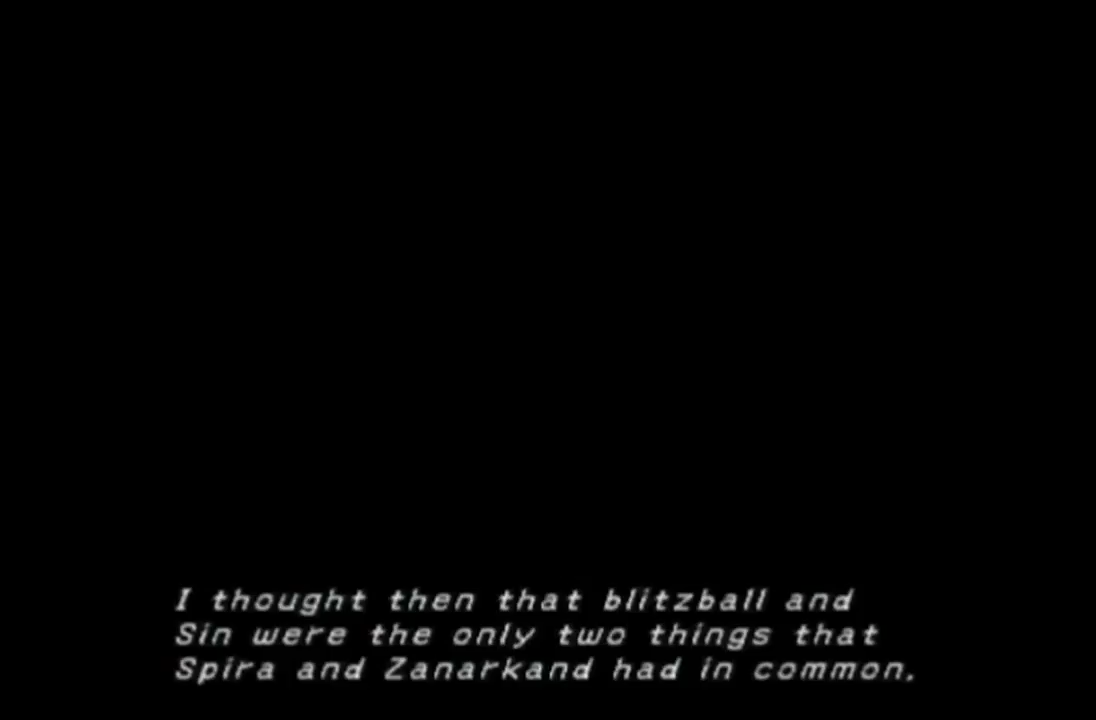 I thought then that blitzball and
Sin were the only two things that
Spira and Zanarkand had in common.